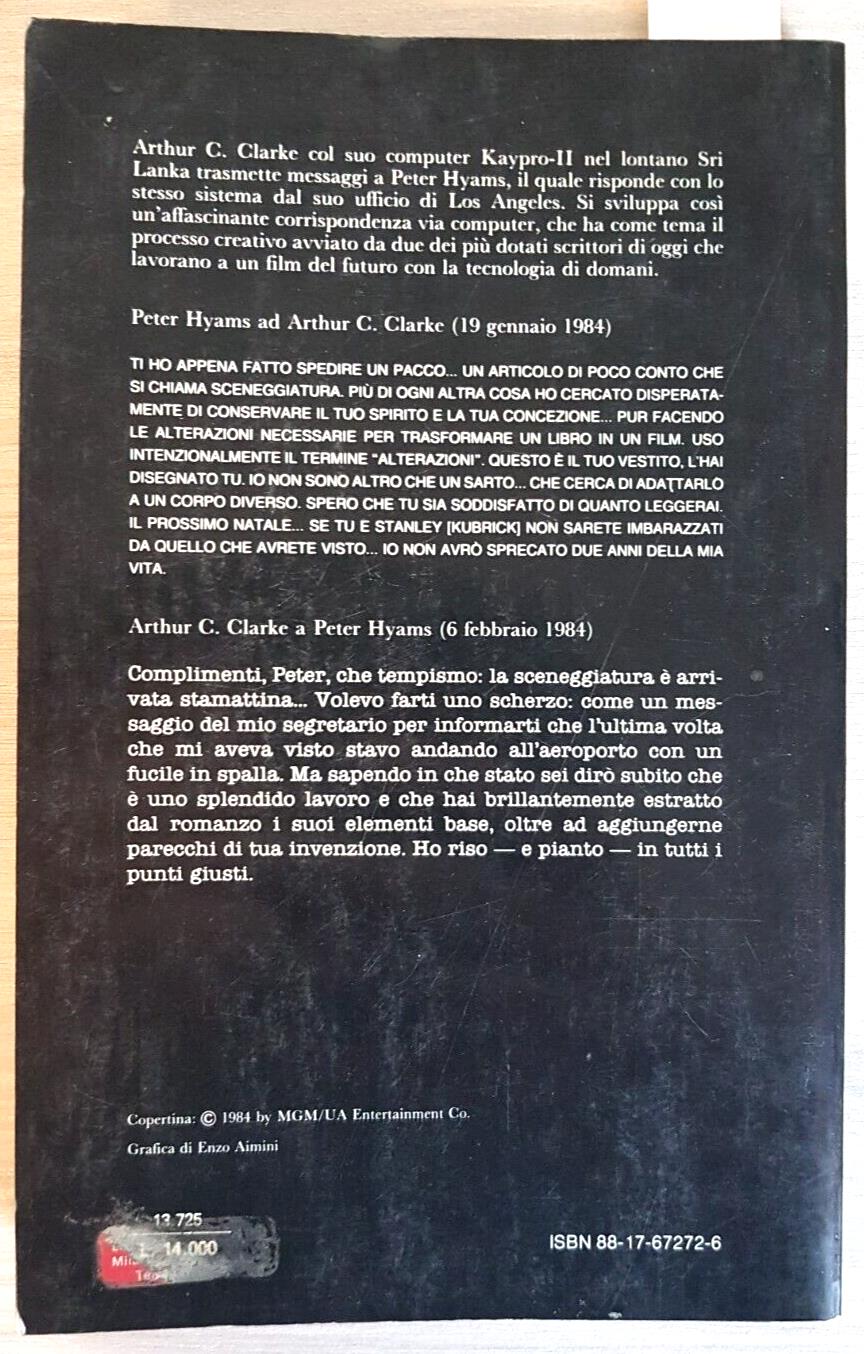 Arthur C. Clarke col suo computer Kaypro-II nel lontano Sri
Lanka trasmette messaggi a Peter Hyams, il quale risponde con lo
stesso sistema dal suo ufficio di Los Angeles. Si sviluppa così
un'affascinante corrispondenza via computer, che ha come tema il
processo creativo avviato da due dei più dotati scrittori di oggi che
lavorano a un film del futuro con la tecnologia di domani.
Peter Hyams ad Arthur C. Clarke (19 gennaio 1984)
TI HO APPENA FATTO SPEDIRE UN PACCO... UN ARTICOLO DI POCO CONTO CHE
SI CHIAMA SCENEGGIATURA. PIÙ DI OGNI ALTRA COSA HO CERCATO DISPERATA-
MENTE DI CONSERVARE IL TUO SPIRITO E LA TUA CONCEZIONE... PUR FACENDO
LE ALTERAZIONI NECESSARIE PER TRASFORMARE UN LIBRO IN UN FILM. USO
INTENZIONALMENTE IL TERMINE "ALTERAZIONI". QUESTO È IL TUO VESTITO, L'HAI
DISEGNATO TU. IO NON SONO ALTRO CHE UN SARTO... CHE CERCA DI ADATTARLO
A UN CORPO DIVERSO. SPERO CHE TU SIA SODDISFATTO DI QUANTO LEGGERAI.
IL PROSSIMO NATALE... SE TU E STANLEY [KUBRICK] NON SARETE IMBARAZZATI
DA QUELLO CHE AVRETE VISTO... IO NON AVRÒ SPRECATO DUE ANNI DELLA MIA
VITA.
Arthur C. Clarke a Peter Hyams (6 febbraio 1984)
Complimenti, Peter, che tempismo: la sceneggiatura è arri-
vata stamattina... Volevo farti uno scherzo: come un mes-
saggio del mio segretario per informarti che l'ultima volta
che mi aveva visto stavo andando all'aeroporto con un
fucile in spalla. Ma sapendo in che stato sei dirò subito che
è uno splendido lavoro e che hai brillantemente estratto
dal romanzo i suoi elementi base, oltre ad aggiungerne
parecchi di tua invenzione. Ho riso — e pianto — in tutti i
punti giusti.
Copertina: © 1984 by MGM/UA Entertainment Co.
Grafica di Enzo Aimini
13.725
L. 14.000
ISBN 88-17-67272-6